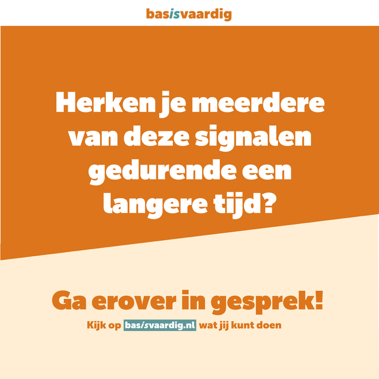 basisvaardig
Herken je meerdere
van deze signalen
gedurende een
langere tijd?
Ga erover in gesprek!
Kijk op basisvaardig.nl wat jij kunt doen